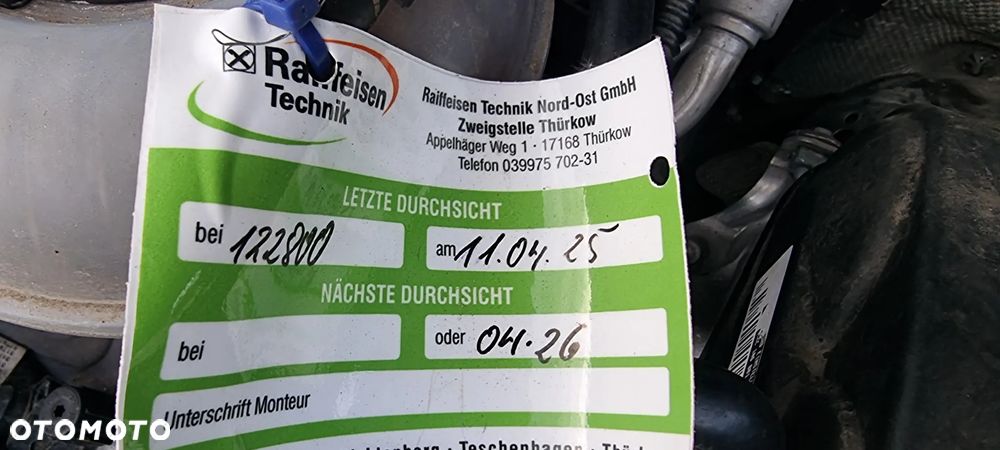 Raiffeisen
Technik
Raiffeisen Technik Nord-Ost GmbH
Zweigstelle Thürkow
Appelhäger Weg 1 · 17168 Thürkow
Telefon 039975 702-31
LETZTE DURCHSICHT
bei 122800
am 11.04.25
NÄCHSTE DURCHSICHT
bei
oder 04.26
Unterschrift Monteur
· Teschenhagen ·
OTOMOTO